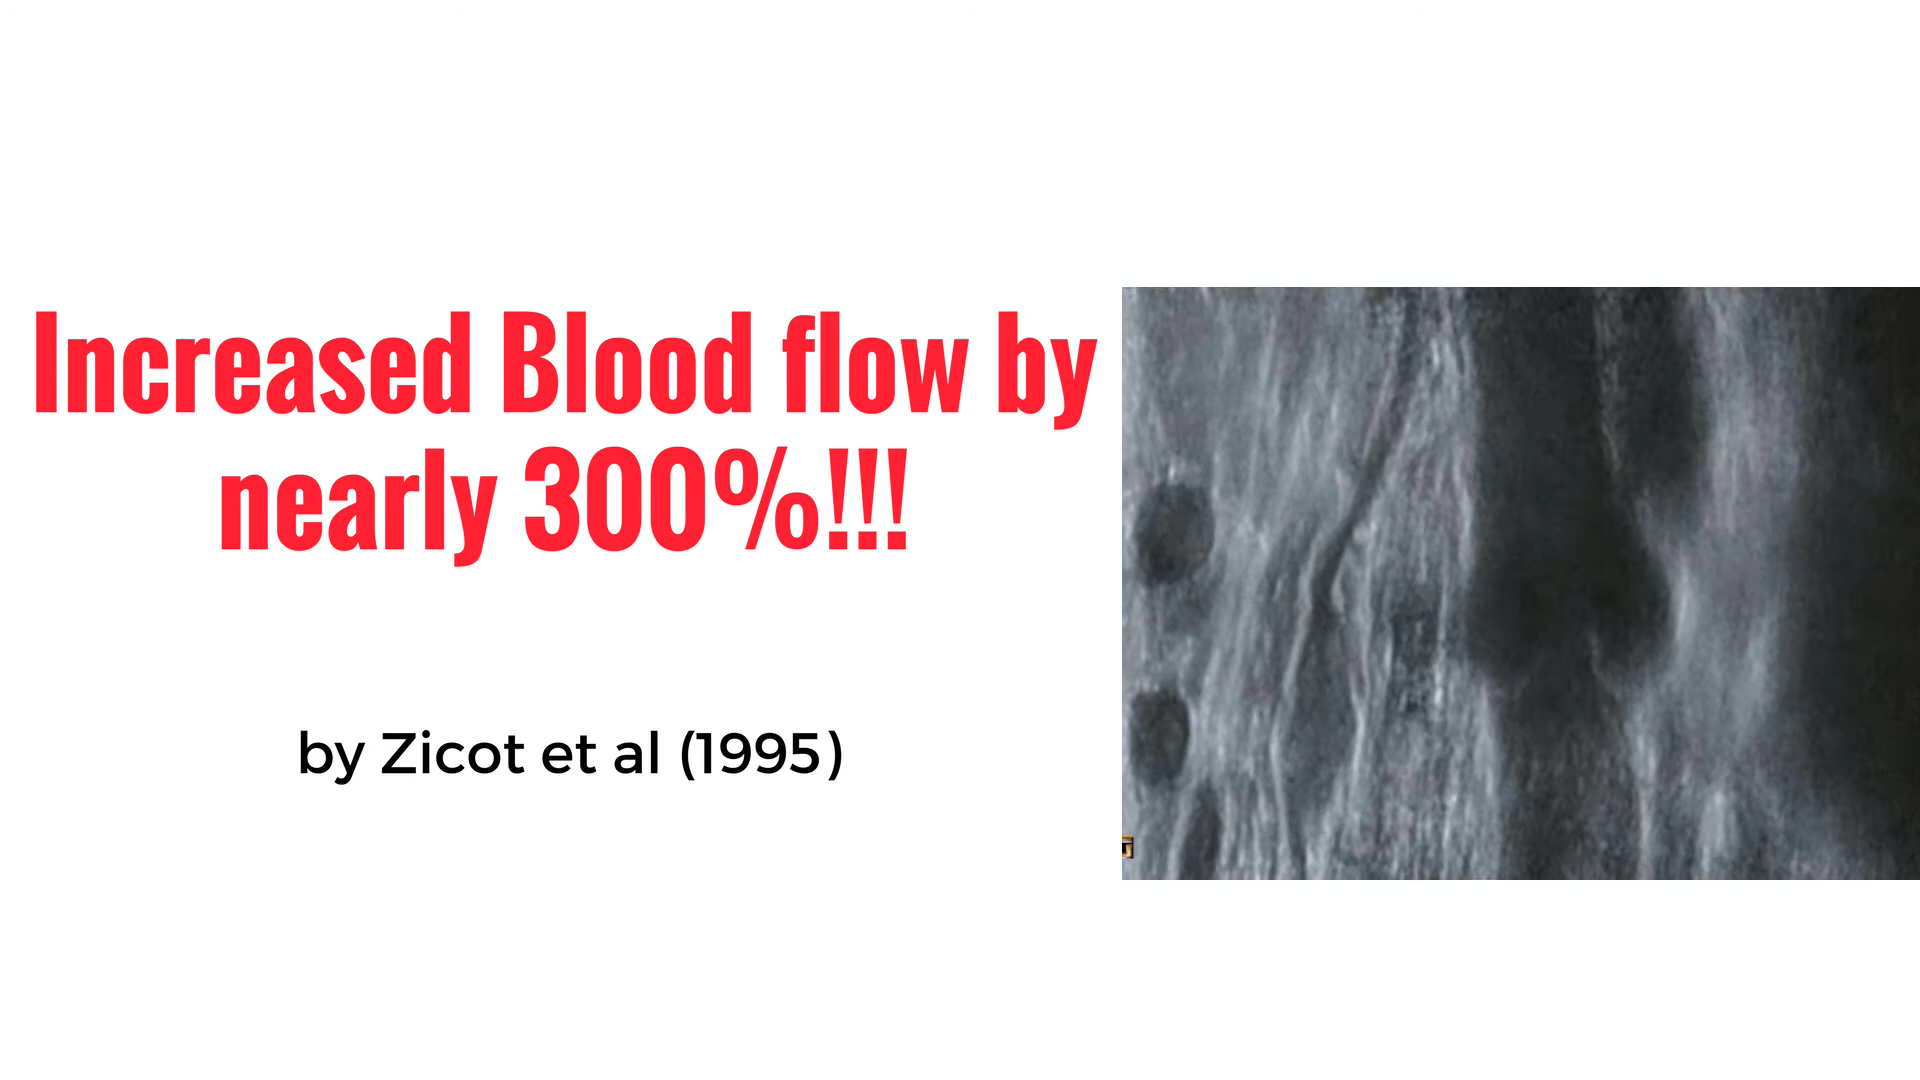 Increased Blood flow by
nearly 300%!!!
by Zicot et al (1995)